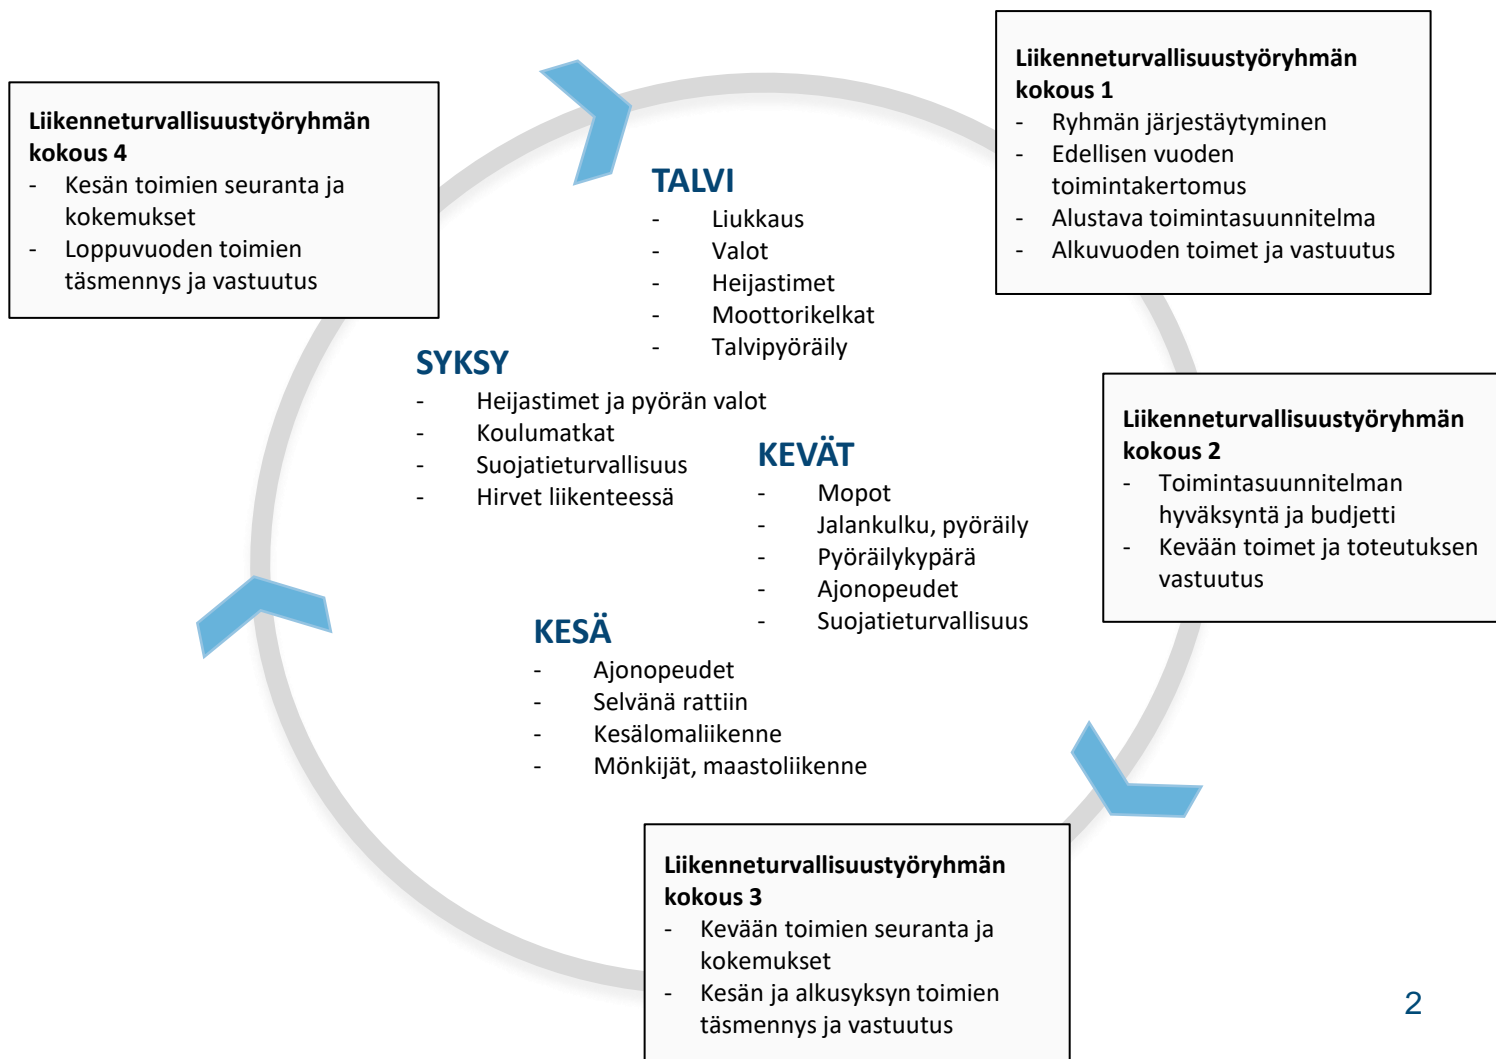 Liikenneturvallisuustyöryhmän
kokous 1
- Ryhmän järjestäytyminen
- Edellisen vuoden
toimintakertomus
- Alustava toimintasuunnitelma
- Alkuvuoden toimet ja vastuutus
Liikenneturvallisuustyöryhmän
kokous 4
- Kesän toimien seuranta ja
kokemukset
- Loppuvuoden toimien
täsmennys ja vastuutus
TALVI
- Liukkaus
- Valot
- Heijastimet
- Moottorikelkat
- Talvipyöräily
SYKSY
- Heijastimet ja pyörän valot
- Koulumatkat
- Suojatieturvallisuus
- Hirvet liikenteessä
KEVÄT
- Mopot
- Jalankulku, pyöräily
- Pyöräilykypärä
- Ajonopeudet
- Suojatieturvallisuus
Liikenneturvallisuustyöryhmän
kokous 2
- Toimintasuunnitelman
hyväksyntä ja budjetti
- Kevään toimet ja toteutuksen
vastuutus
KESÄ
- Ajonopeudet
- Selvänä rattiin
- Kesälomaliikenne
- Mönkijät, maastoliikenne
Liikenneturvallisuustyöryhmän
kokous 3
- Kevään toimien seuranta ja
kokemukset
- Kesän ja alkusyksyn toimien
täsmennys ja vastuutus
2